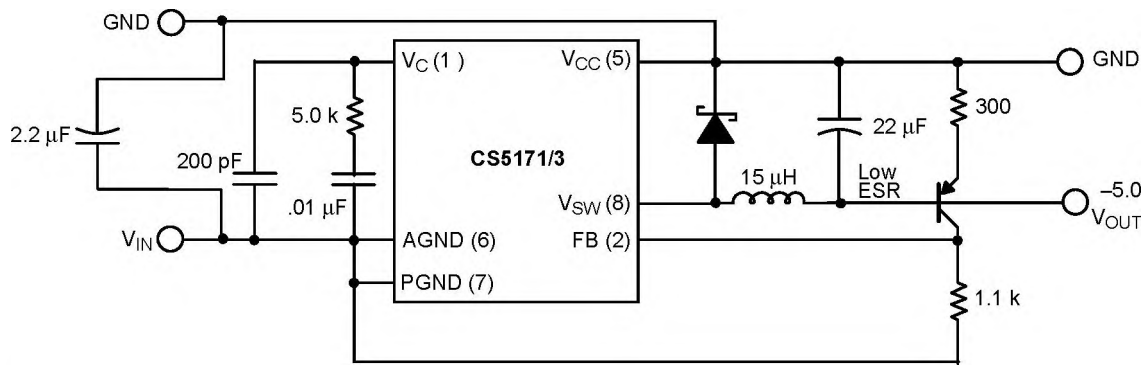 GND
2.2 µF
V_IN
200 pF
5.0 k
.01 µF
V_C (1 )
V_CC (5)
CS5171/3
V_SW (8)
AGND (6)
FB (2)
PGND (7)
15 µH
22 µF
Low
ESR
300
1.1 k
GND
–5.0
V_OUT